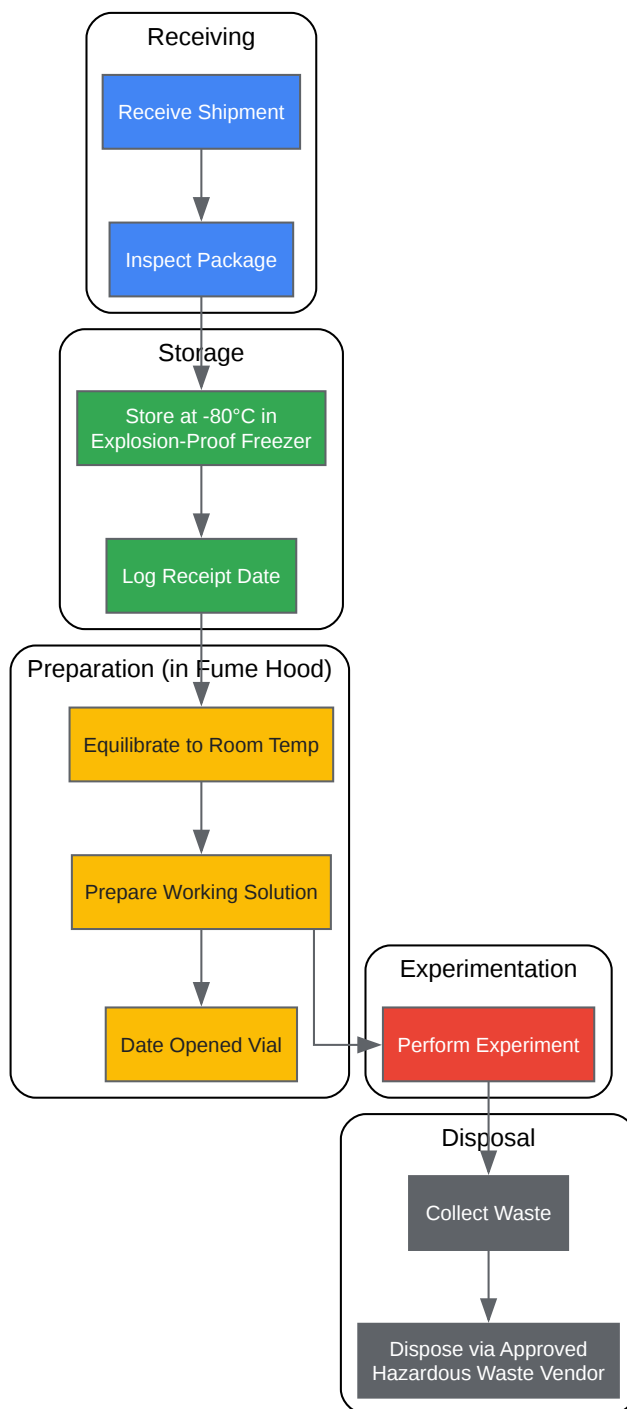 Receiving
Receive Shipment
Inspect Package
Storage
Store at -80°C in
Explosion-Proof Freezer
Log Receipt Date
Preparation (in Fume Hood)
Equilibrate to Room Temp
Prepare Working Solution
Date Opened Vial
Experimentation
Perform Experiment
Disposal
Collect Waste
Dispose via Approved
Hazardous Waste Vendor